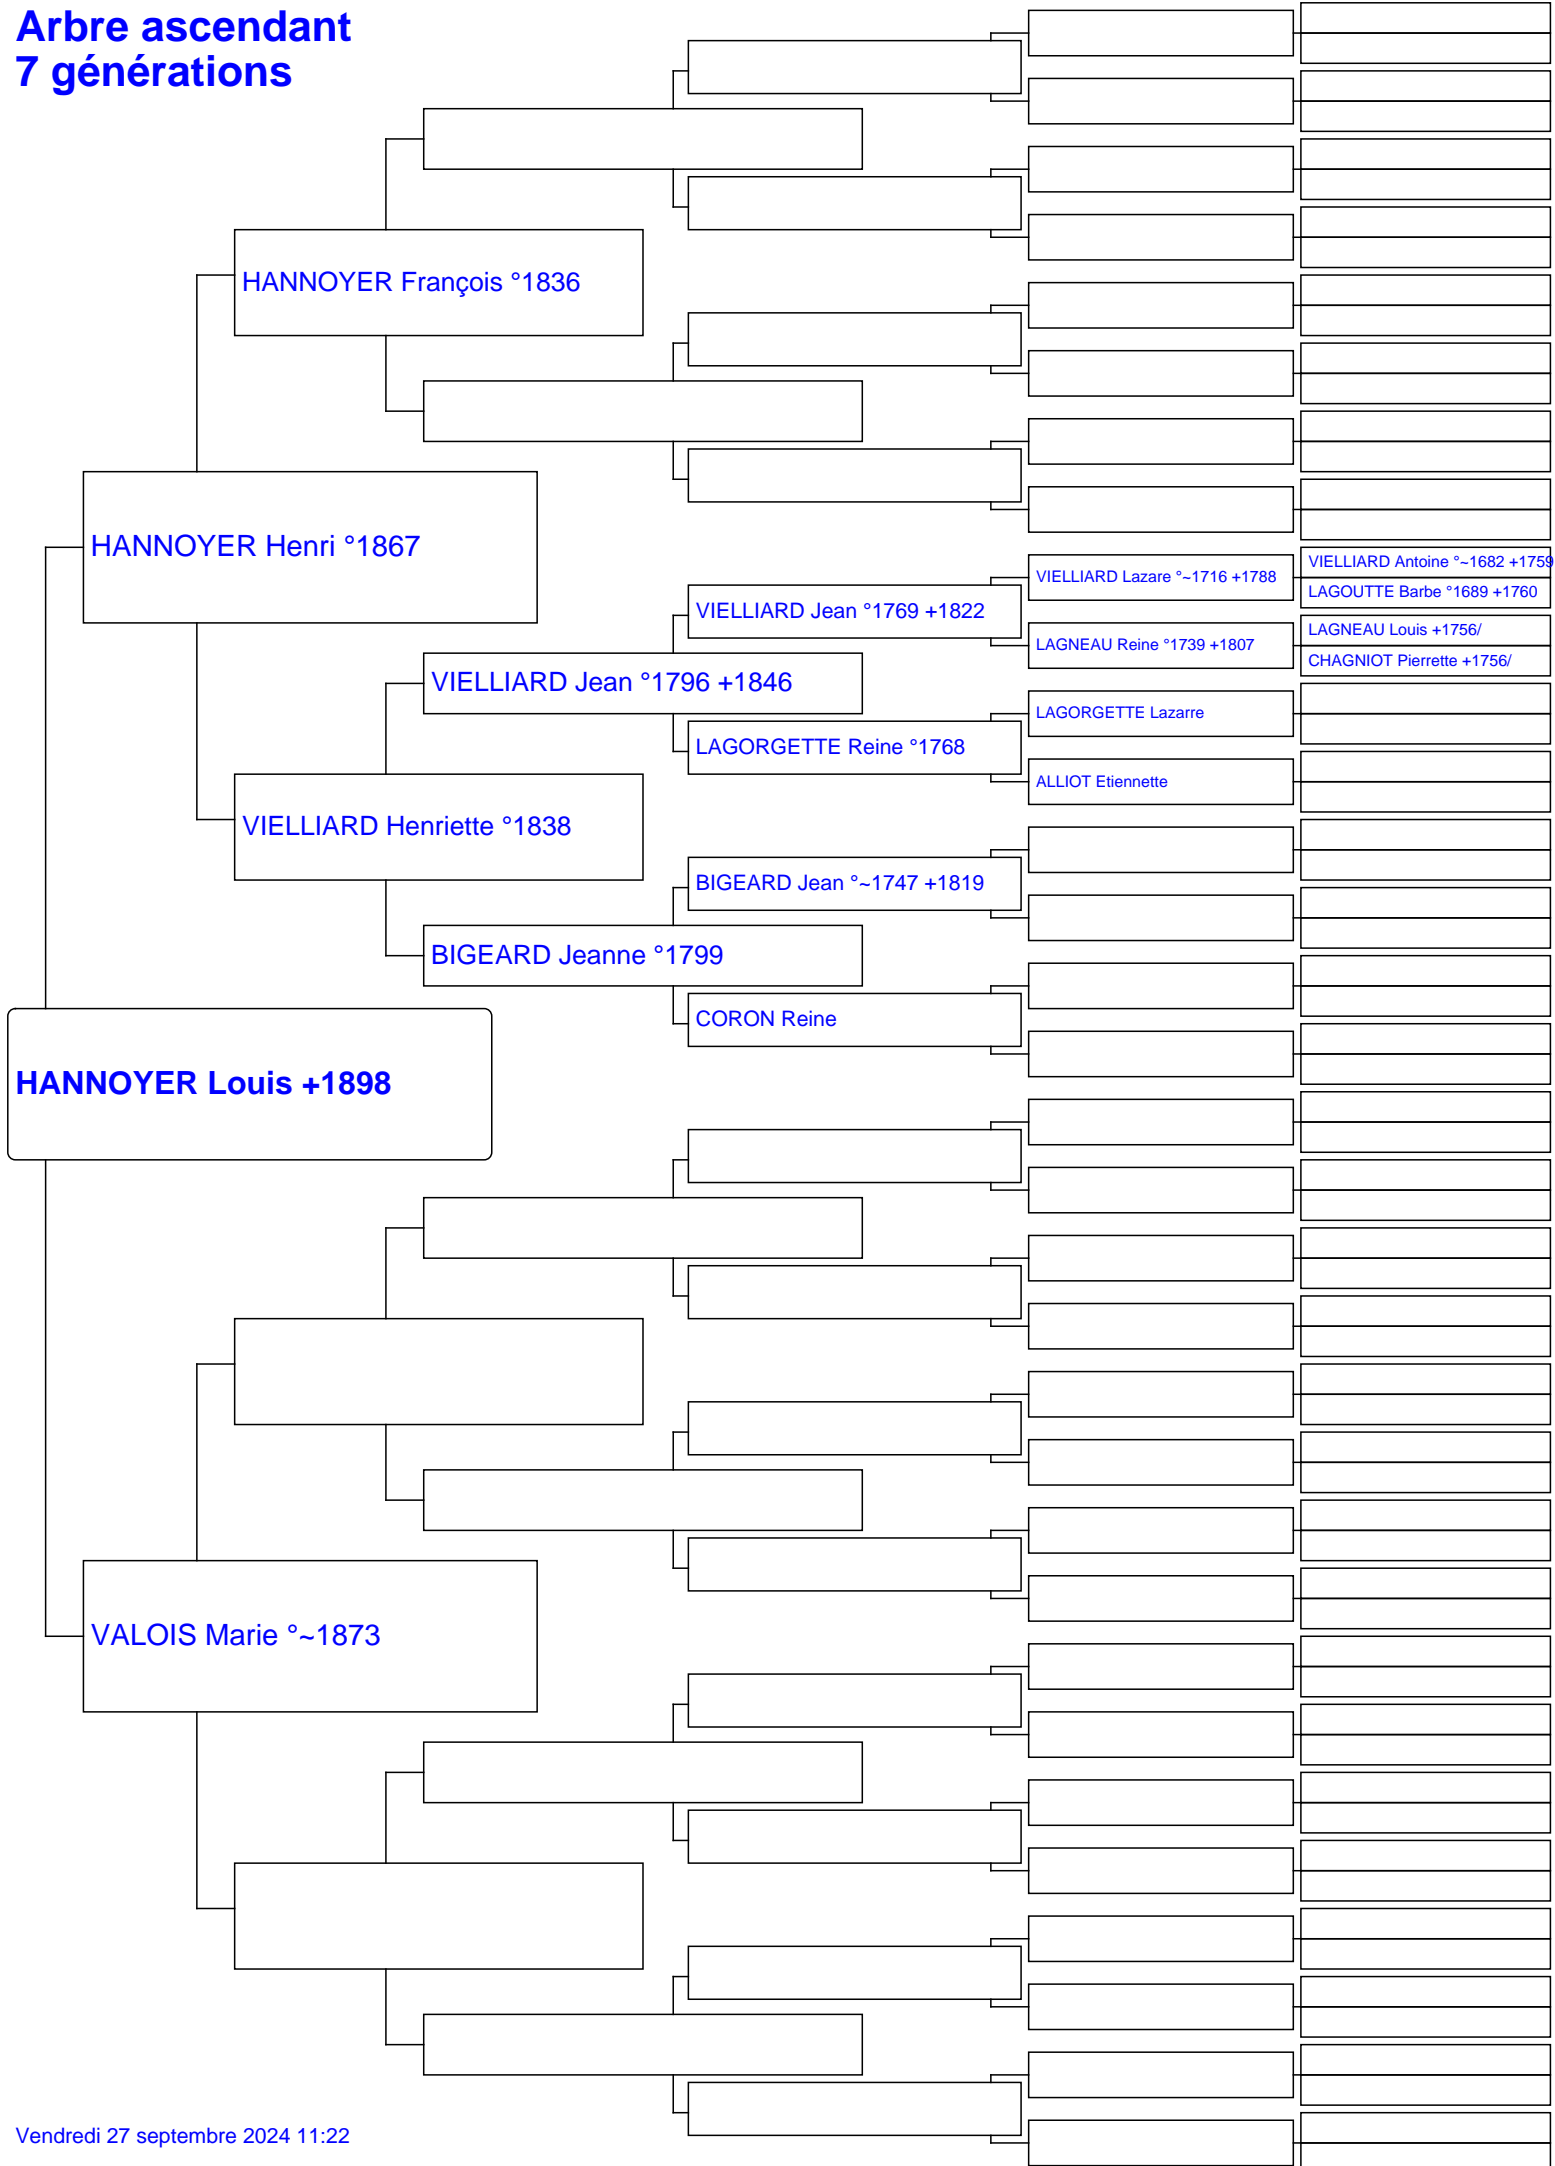 Arbre ascendant
7 générations
HANNOYER François °1836
HANNOYER Henri °1867
VIELLIARD Antoine °~1682 +1759
VIELLIARD Lazare °~1716 +1788
LAGOUTTE Barbe °1689 +1760
VIELLIARD Jean °1769 +1822
LAGNEAU Louis +1756/
LAGNEAU Reine °1739 +1807
CHAGNIOT Pierrette +1756/
VIELLIARD Jean °1796 +1846
LAGORGETTE Lazarre
LAGORGETTE Reine °1768
ALLIOT Etiennette
VIELLIARD Henriette °1838
BIGEARD Jean °~1747 +1819
BIGEARD Jeanne °1799
CORON Reine
HANNOYER Louis +1898
VALOIS Marie °~1873
Vendredi 27 septembre 2024 11:22